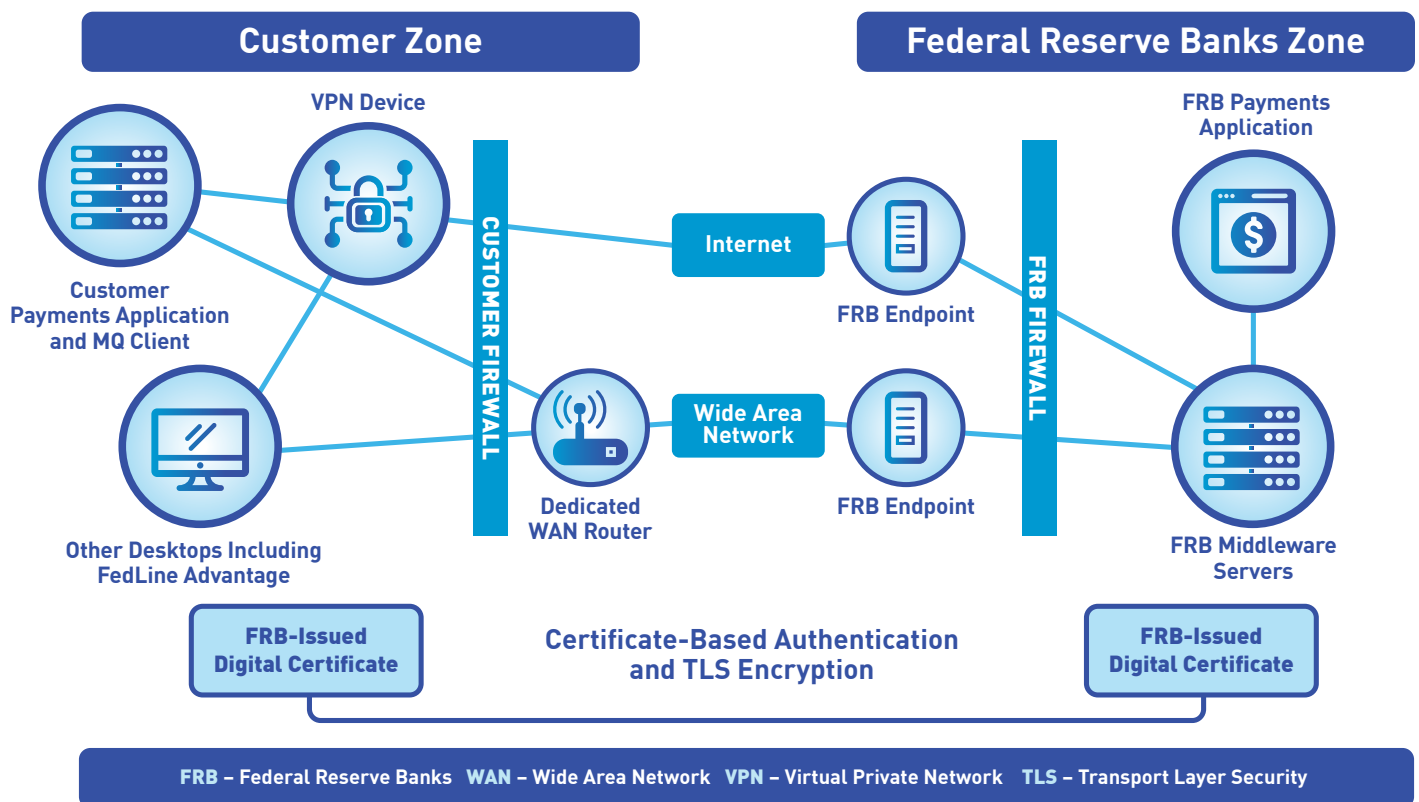 Customer Zone
Federal Reserve Banks Zone
VPN Device
FRB Payments
Application
Customer
Payments Application
and MQ Client
CUSTOMER FIREWALL
Internet
FRB Endpoint
FRB FIREWALL
Wide Area
Network
Dedicated
WAN Router
FRB Endpoint
Other Desktops Including
FedLine Advantage
FRB Middleware
Servers
FRB-Issued
Digital Certificate
Certificate-Based Authentication
and TLS Encryption
FRB-Issued
Digital Certificate
FRB – Federal Reserve Banks WAN – Wide Area Network VPN – Virtual Private Network TLS – Transport Layer Security